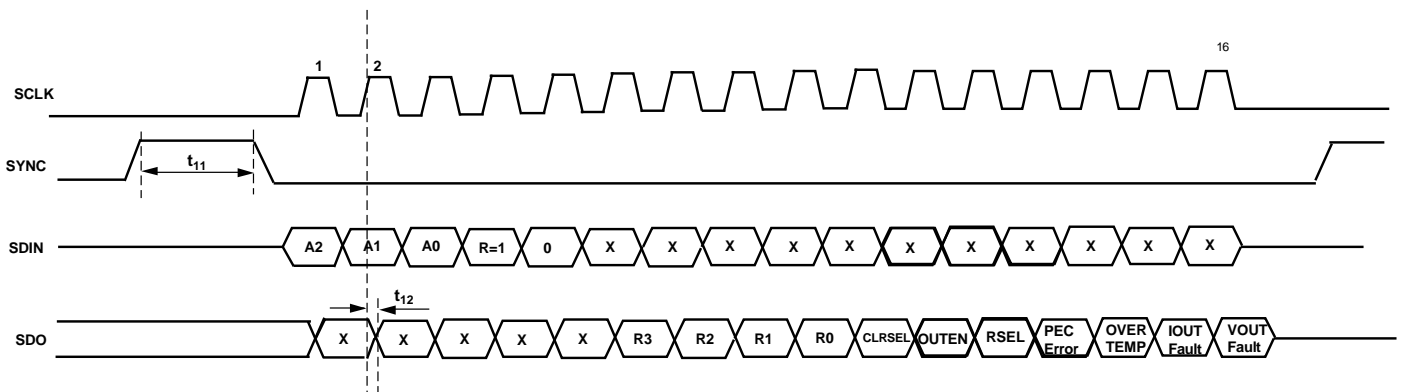 16
1 2
SCLK
SYNC t11
SDIN A2 A1 A0 R=1 0 X X X X X X X X X X X
t12
SDO X X X X X R3 R2 R1 R0 CLRSEL OUTEN RSEL PEC Error OVER TEMP IOUT Fault VOUT Fault